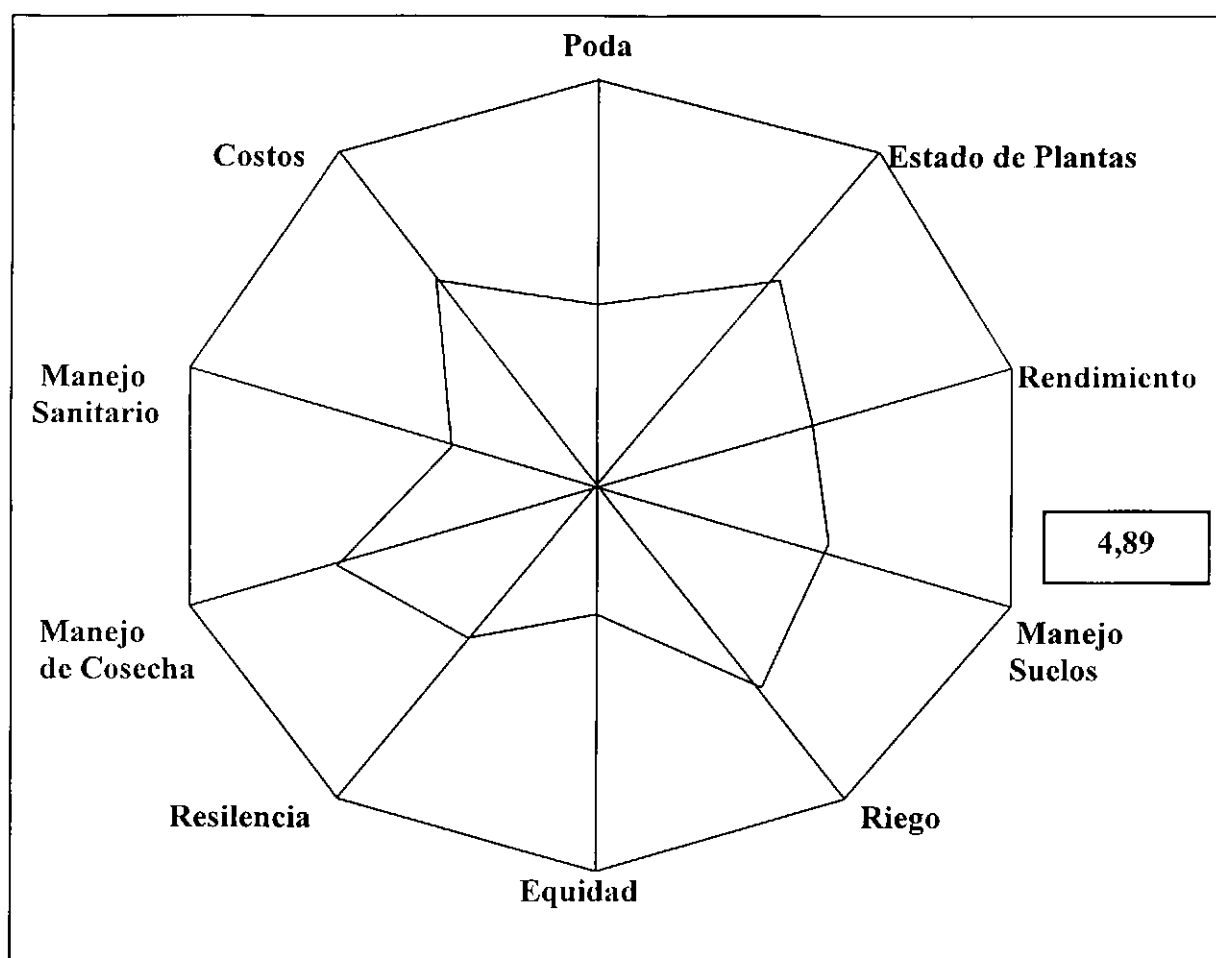 Poda
Costos
Estado de Plantas
Manejo
Sanitario
Rendimiento
4,89
Manejo
de Cosecha
Manejo
Suelos
Resilencia
Riego
Equidad